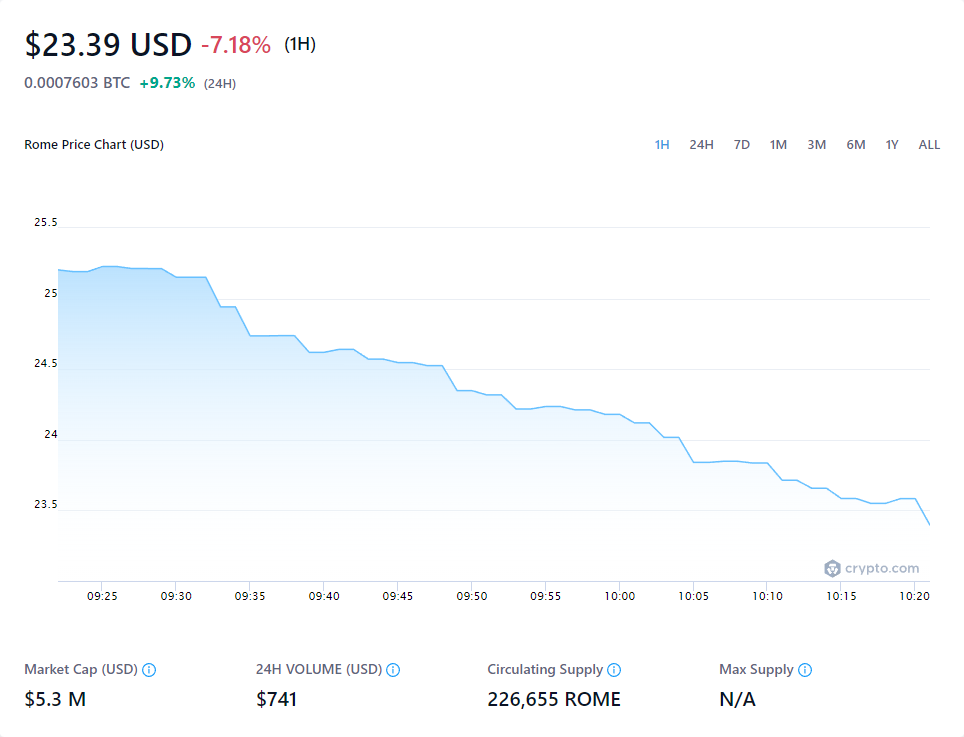 $23.39 USD -7.18% (1H)
0.0007603 BTC +9.73% (24H)
Rome Price Chart (USD) 1H 24H 7D 1M 3M 6M 1Y ALL
25.5
25
24.5
24
23.5
crypto.com
09:25 09:30 09:35 09:40 09:45 09:50 09:55 10:00 10:05 10:10 10:15 10:20
Market Cap (USD) 24H VOLUME (USD) Circulating Supply Max Supply
$5.3 M $741 226,655 ROME N/A